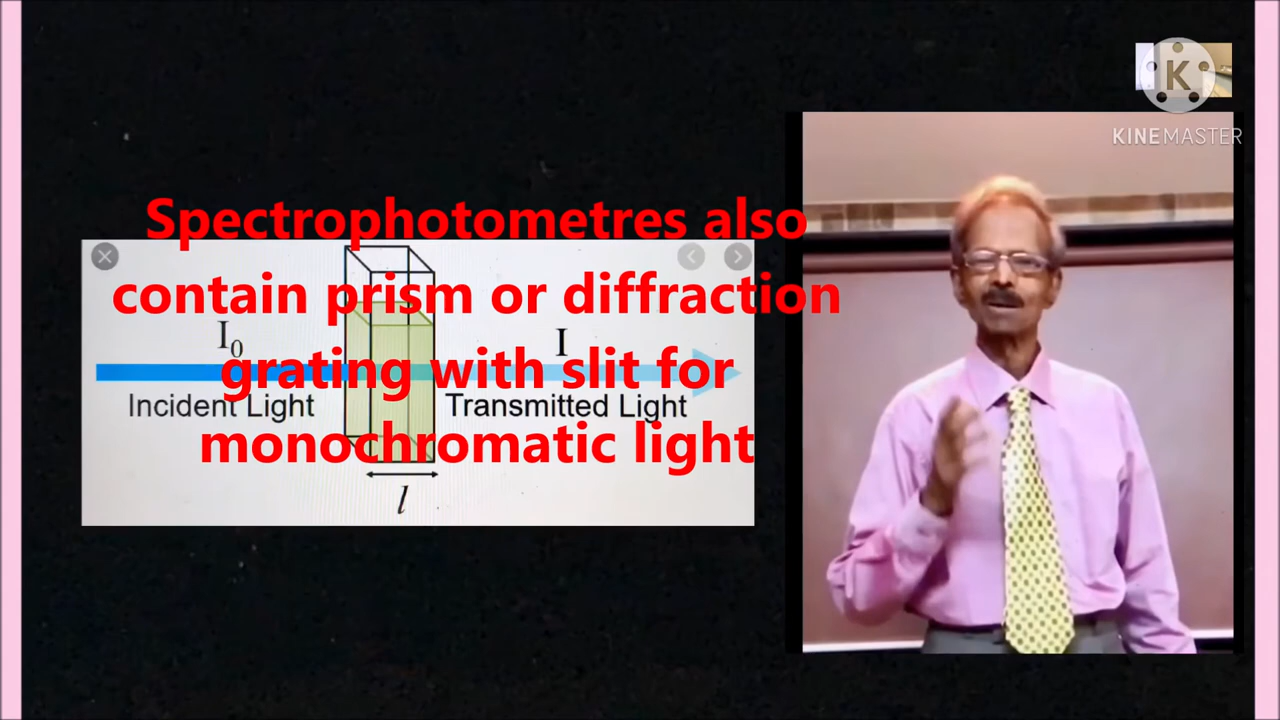 Spectrophotometres also
contain prism or diffraction
grating with slit for
monochromatic light
I0
I
Incident Light
Transmitted Light
l
K
KINEMASTER